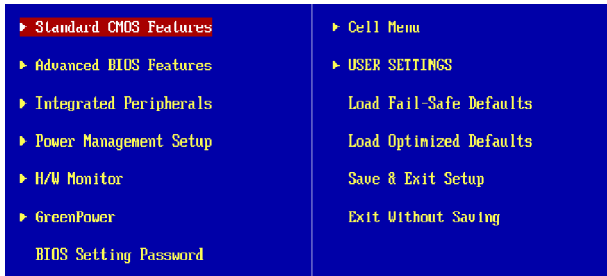 Standard CMOS Features
Advanced BIOS Features
Integrated Peripherals
Power Management Setup
H/W Monitor
GreenPower
BIOS Setting Password
Cell Menu
USER SETTINGS
Load Fail-Safe Defaults
Load Optimized Defaults
Save & Exit Setup
Exit Without Saving